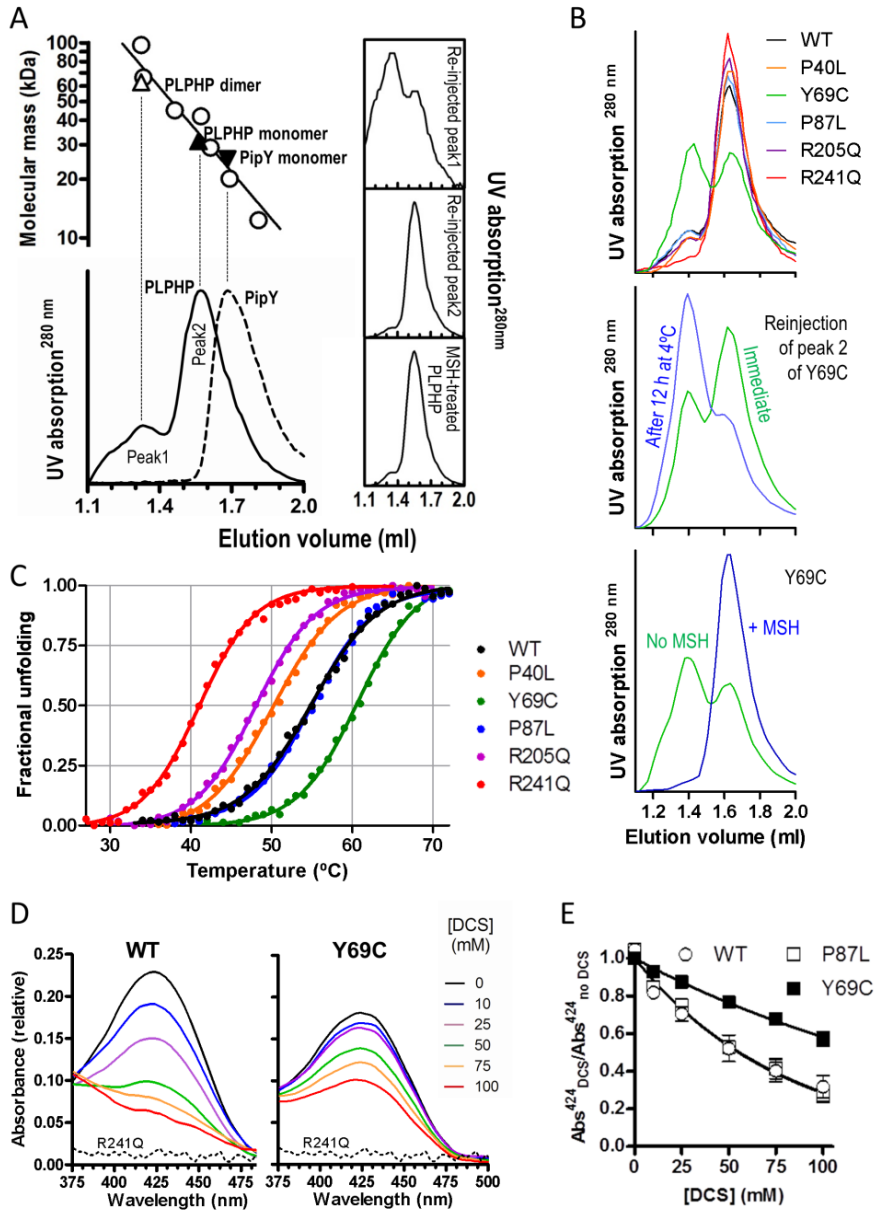 A
100
80
60
50
40
30
20
10
Molecular mass (kDa)
PLPHP dimer
PLPHP monomer
PipY monomer
UV absorption280 nm
PLPHP
PipY
Peak1
Peak2
1.1 1.4 1.7 2.0
Elution volume (ml)
Re-injected peak1
Re-injected peak2
MSH-treated
PLPHP
1.1 1.4 1.7 2.0
UV absorption280nm
B
UV absorption 280 nm
WT
P40L
Y69C
P87L
R205Q
R241Q
UV absorption 280 nm
After 12 h at 4ºC
Immediate
Reinjection
of peak 2
of Y69C
UV absorption 280 nm
Y69C
No MSH
+ MSH
1.2 1.4 1.6 1.8 2.0
Elution volume (ml)
C
Fractional unfolding
1.00
0.75
0.50
0.25
0.00
30 40 50 60 70
Temperature (ºC)
WT
P40L
Y69C
P87L
R205Q
R241Q
D
Absorbance (relative)
0.25
0.20
0.15
0.10
0.05
0.00
WT
R241Q
375 400 425 450 475
Wavelength (nm)
Y69C
R241Q
375 400 425 450 475 500
Wavelength (nm)
[DCS]
(mM)
0
10
25
50
75
100
E
Abs424DCS/Abs424no DCS
1.0
0.8
0.6
0.4
0.2
0.0
WT
P87L
Y69C
0 25 50 75 100
[DCS] (mM)